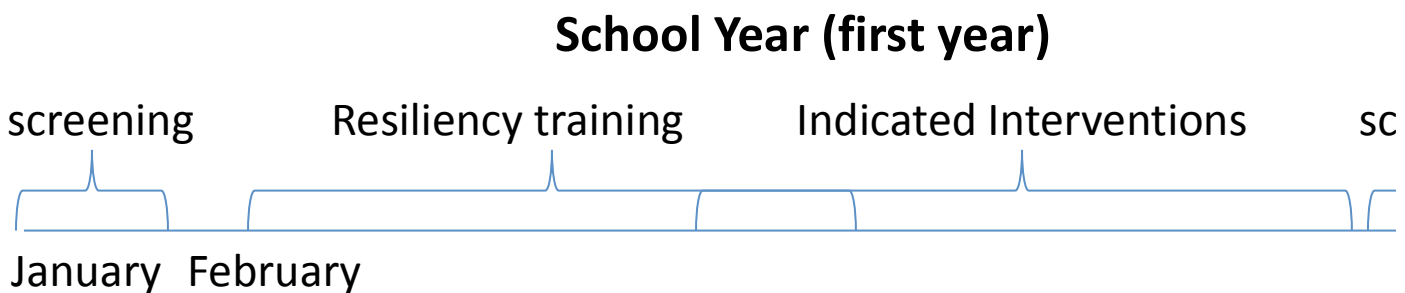 School Year (first year)
screening Resiliency training Indicated Interventions sc
January February